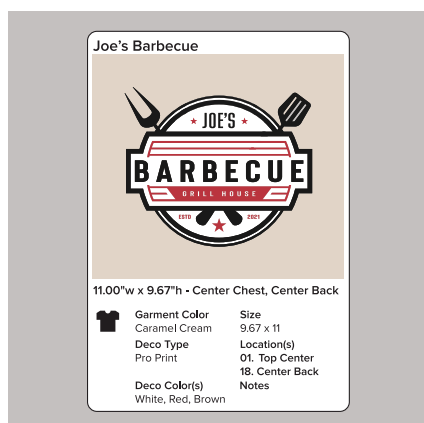 Joe's Barbecue
JOE'S
BARBECUE
GRILL HOUSE
ESTD 2021
11.00"w x 9.67"h - Center Chest, Center Back
Garment Color Size
Caramel Cream 9.67 x 11
Deco Type Location(s)
Pro Print 01. Top Center
18. Center Back
Deco Color(s) Notes
White, Red, Brown